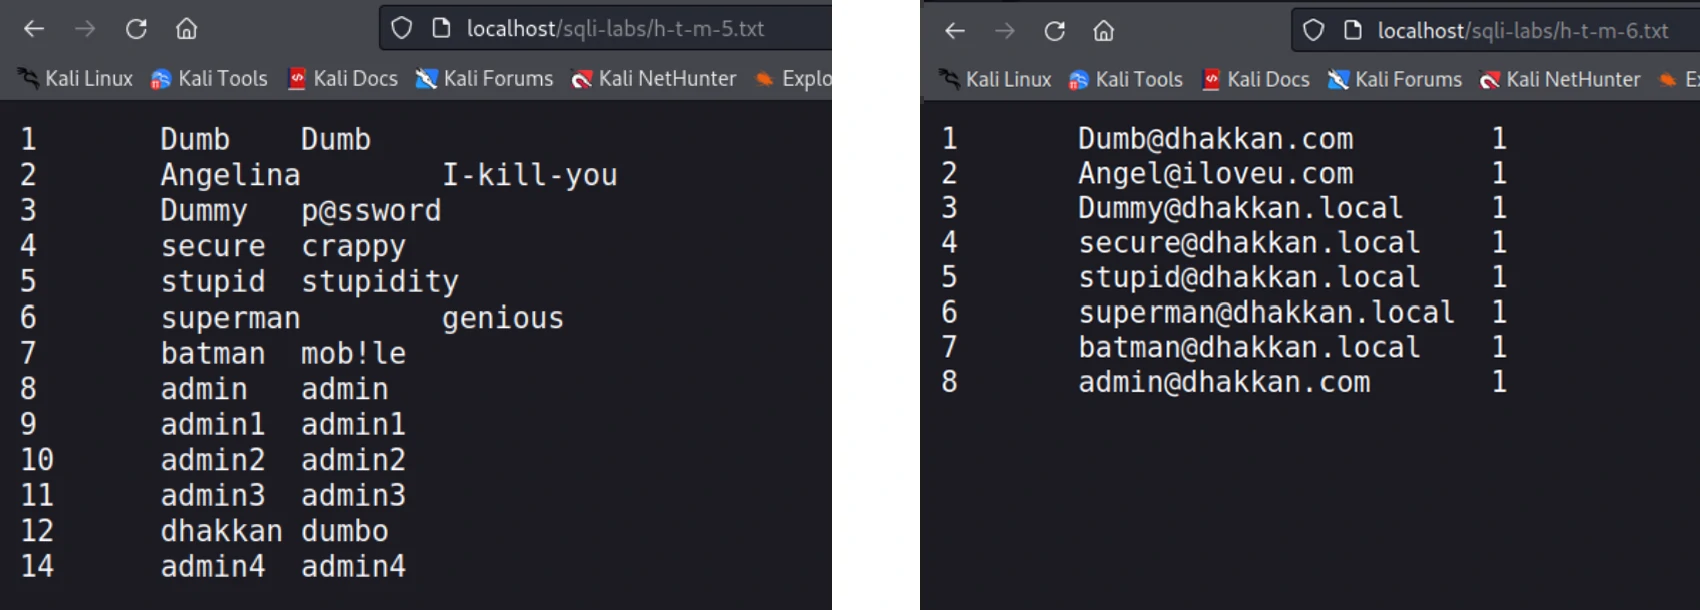 localhost/sqli-labs/h-t-m-5.txt
Kali Linux Kali Tools Kali Docs Kali Forums Kali NetHunter Explo
1 Dumb Dumb
2 Angelina I-kill-you
3 Dummy p@ssword
4 secure crappy
5 stupid stupidity
6 superman genious
7 batman mob!le
8 admin admin
9 admin1 admin1
10 admin2 admin2
11 admin3 admin3
12 dhakkan dumbo
14 admin4 admin4
localhost/sqli-labs/h-t-m-6.txt
Kali Linux Kali Tools Kali Docs Kali Forums Kali NetHunter E
1 Dumb@dhakkan.com 1
2 Angel@iloveu.com 1
3 Dummy@dhakkan.local 1
4 secure@dhakkan.local 1
5 stupid@dhakkan.local 1
6 superman@dhakkan.local 1
7 batman@dhakkan.local 1
8 admin@dhakkan.com 1